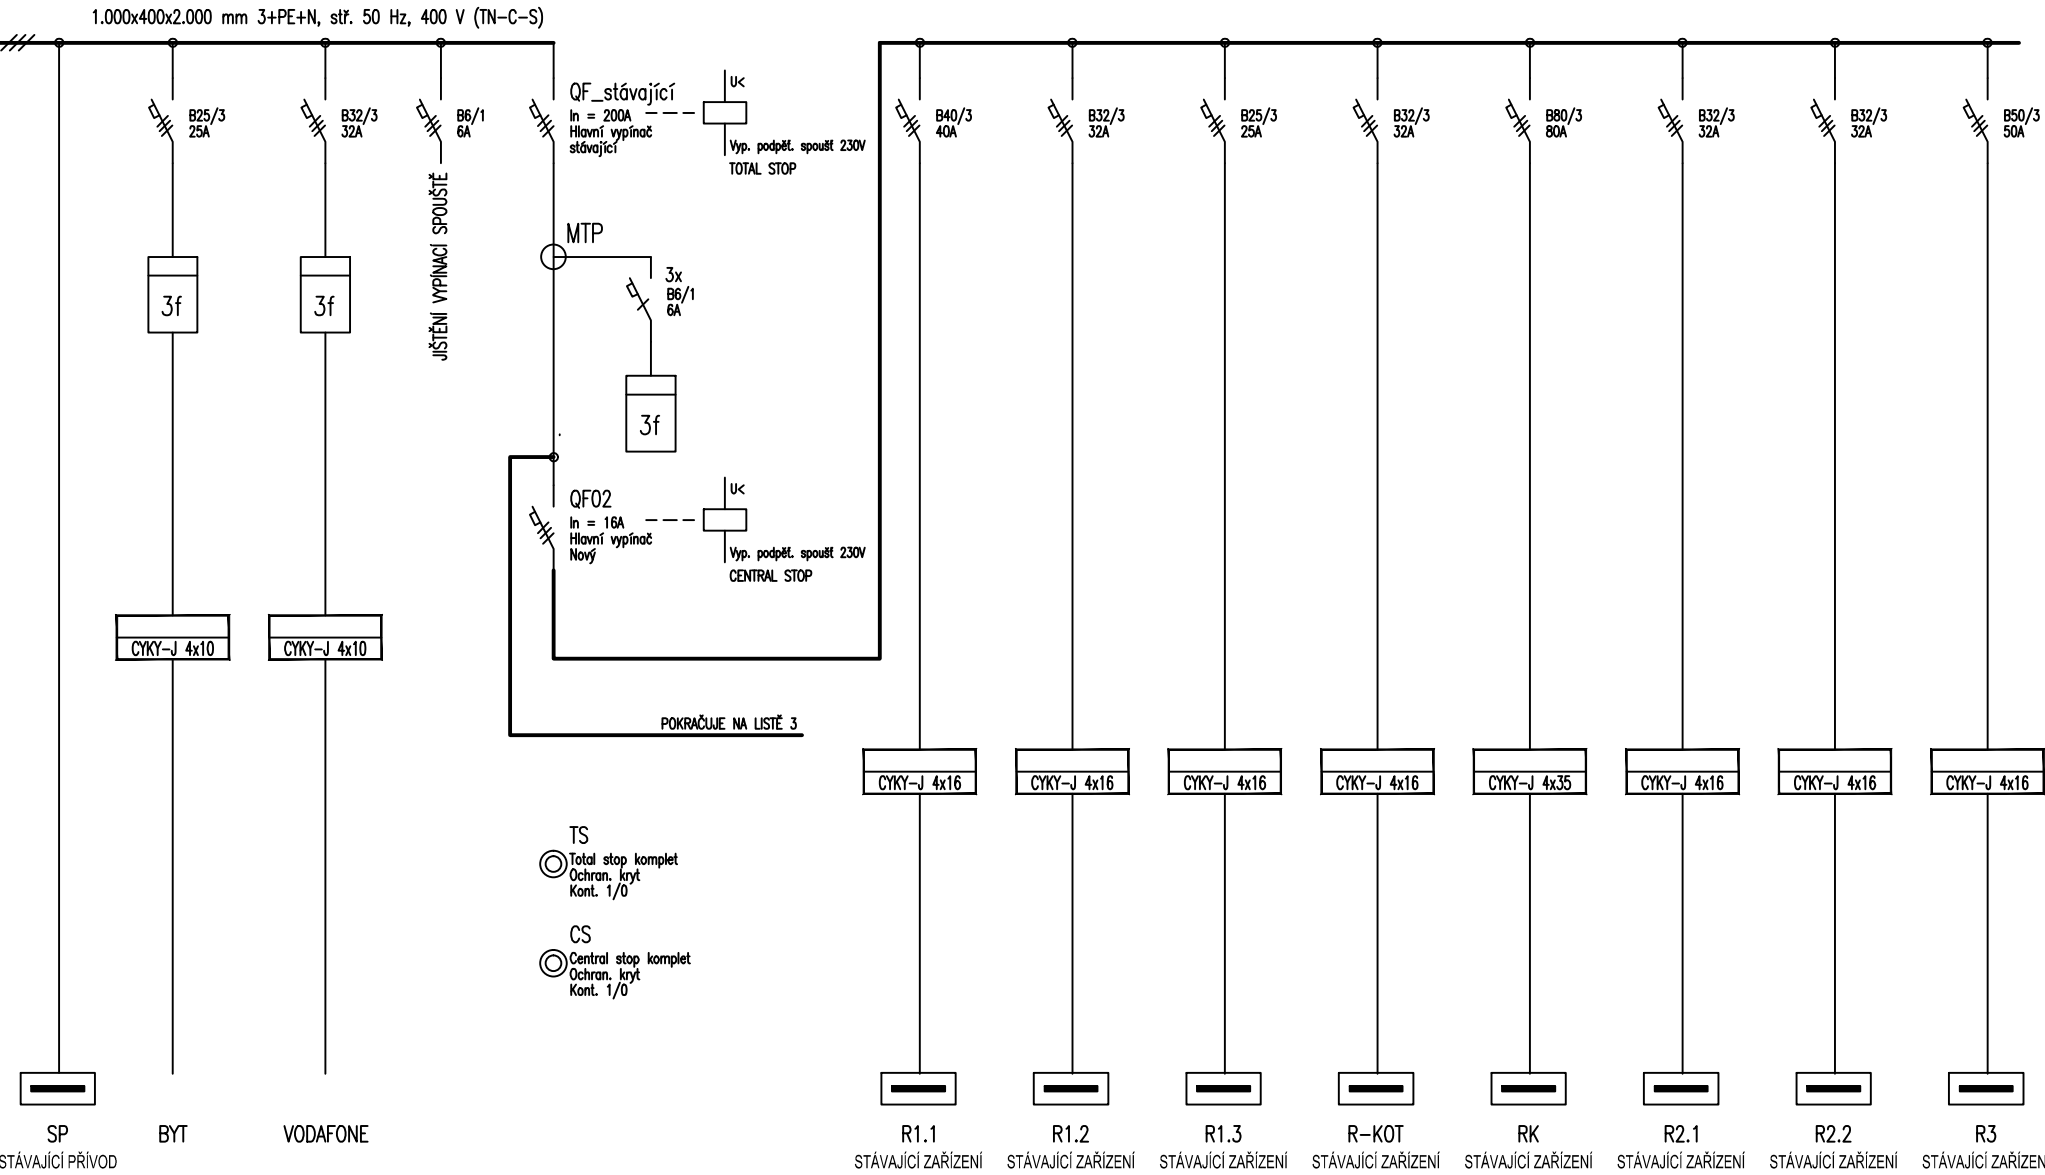 1.000x400x2.000 mm 3+PE+N, stř. 50 Hz, 400 V (TN-C-S)
B25/3
25A
B32/3
32A
B6/1
6A
JIŠTĚNÍ VYPÍNACÍ SPOUŠTĚ
QF_stávající
In = 200A
Hlavní vypínač
stávající
U<
Vyp. podpěť. spoušť 230V
TOTAL STOP
B40/3
40A
B32/3
32A
B25/3
25A
B32/3
32A
B80/3
80A
B32/3
32A
B32/3
32A
B50/3
50A
MTP
3x
B6/1
6A
3f
3f
3f
QF02
In = 16A
Hlavní vypínač
Nový
U<
Vyp. podpěť. spoušť 230V
CENTRAL STOP
CYKY-J 4x10
CYKY-J 4x10
POKRAČUJE NA LISTĚ 3
CYKY-J 4x16
CYKY-J 4x16
CYKY-J 4x16
CYKY-J 4x16
CYKY-J 4x35
CYKY-J 4x16
CYKY-J 4x16
CYKY-J 4x16
TS
Total stop komplet
Ochran. kryt
Kont. 1/0
CS
Central stop komplet
Ochran. kryt
Kont. 1/0
SP
STÁVAJÍCÍ PŘÍVOD
BYT
VODAFONE
R1.1
STÁVAJÍCÍ ZAŘÍZENÍ
R1.2
STÁVAJÍCÍ ZAŘÍZENÍ
R1.3
STÁVAJÍCÍ ZAŘÍZENÍ
R-KOT
STÁVAJÍCÍ ZAŘÍZENÍ
RK
STÁVAJÍCÍ ZAŘÍZENÍ
R2.1
STÁVAJÍCÍ ZAŘÍZENÍ
R2.2
STÁVAJÍCÍ ZAŘÍZENÍ
R3
STÁVAJÍCÍ ZAŘÍZENÍ